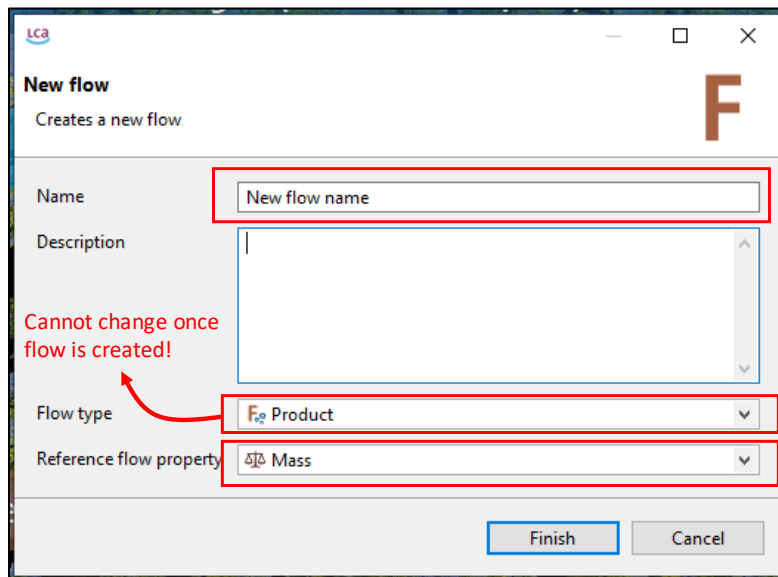 LCA
New flow
Creates a new flow
F
Name
New flow name
Description
Cannot change once
flow is created!
Flow type
F Product
Reference flow property
Mass
Finish
Cancel